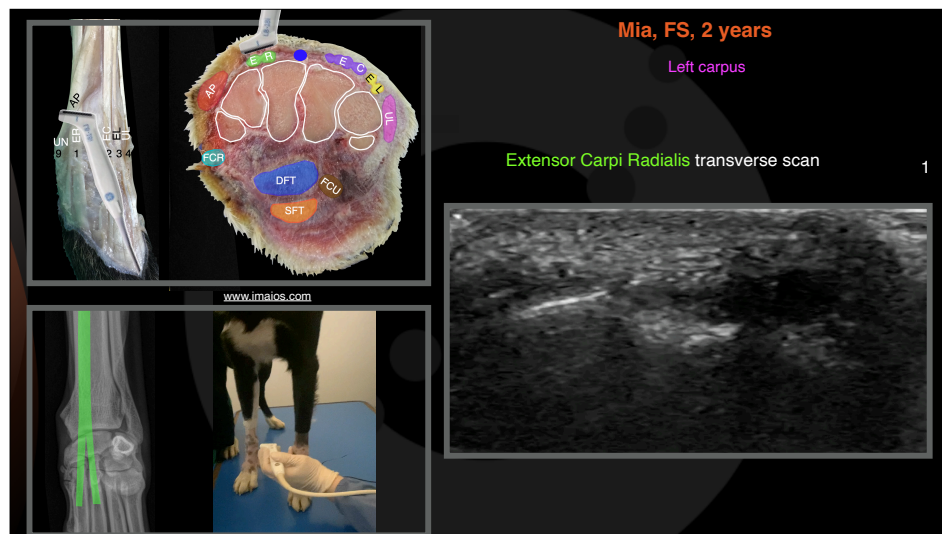 Mia, FS, 2 years
Left carpus
Extensor Carpi Radialis transverse scan
1
AP
E R
E C
E L
UL
FCR
DFT
FCU
SFT
AP
UN
ER
EC
EL
UL
9
1
2
3
4
www.imaios.com